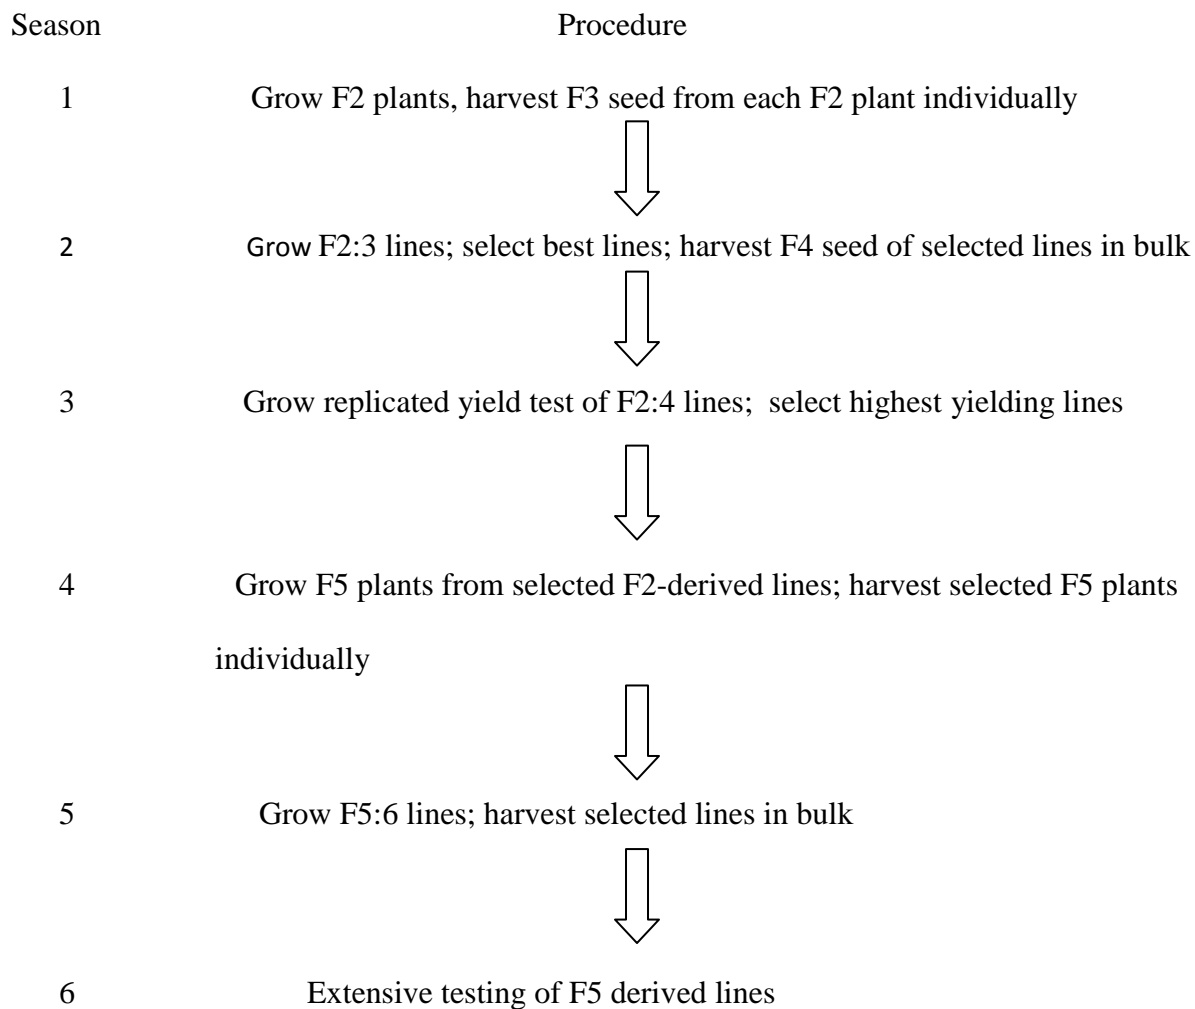 Season Procedure
1 Grow F2 plants, harvest F3 seed from each F2 plant individually
2 Grow F2:3 lines; select best lines; harvest F4 seed of selected lines in bulk
3 Grow replicated yield test of F2:4 lines; select highest yielding lines
4 Grow F5 plants from selected F2-derived lines; harvest selected F5 plants
individually
5 Grow F5:6 lines; harvest selected lines in bulk
6 Extensive testing of F5 derived lines